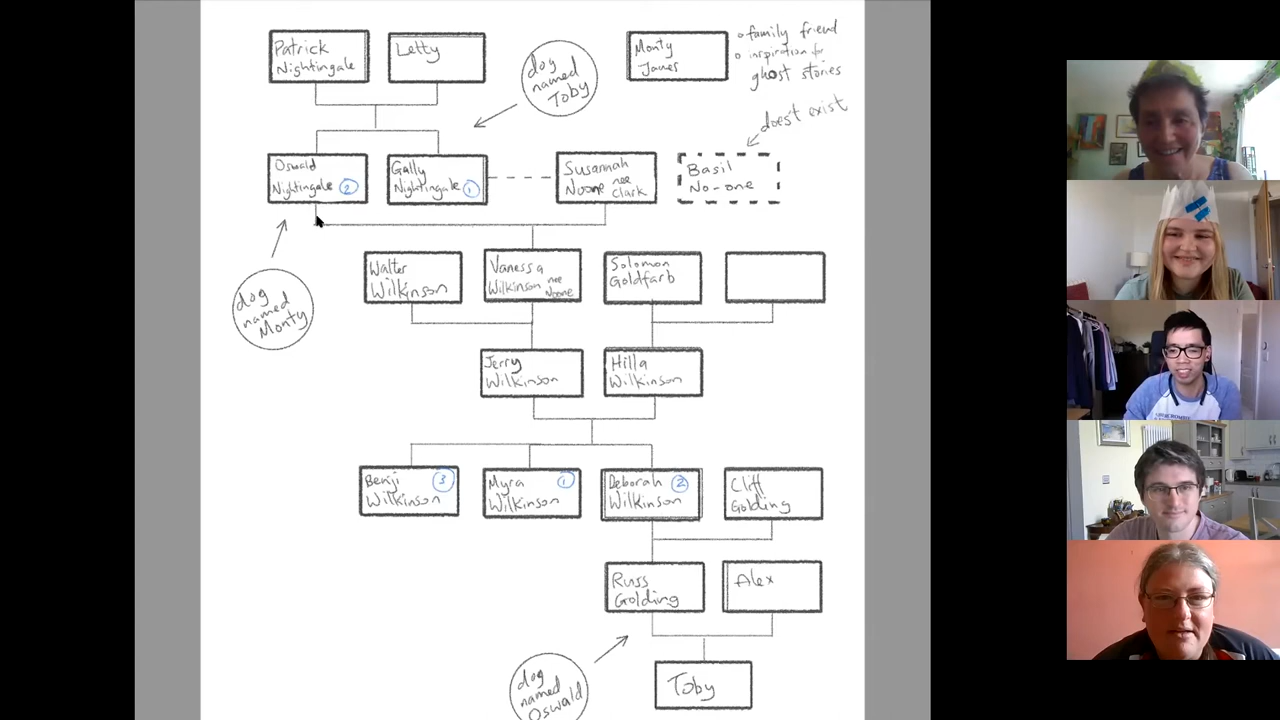 Patrick
Nightingale
Letty
dog
named
Toby
Monty
James
family friend
inspiration for
ghost stories
doesn't exist
Oswald
Nightingale 2
Gally
Nightingale 1
Susannah
Noone nee
Clark
Basil
No-one
dog
named
Monty
Walter
Wilkinson
Vanessa
Wilkinson nee
Noone
Solomon
Goldfarb
Jerry
Wilkinson
Hilla
Wilkinson
Benji 3
Wilkinson
Myra 1
Wilkinson
Deborah 2
Wilkinson
Cliff
Golding
Russ
Golding
Alex
dog
named
Oswald
Toby